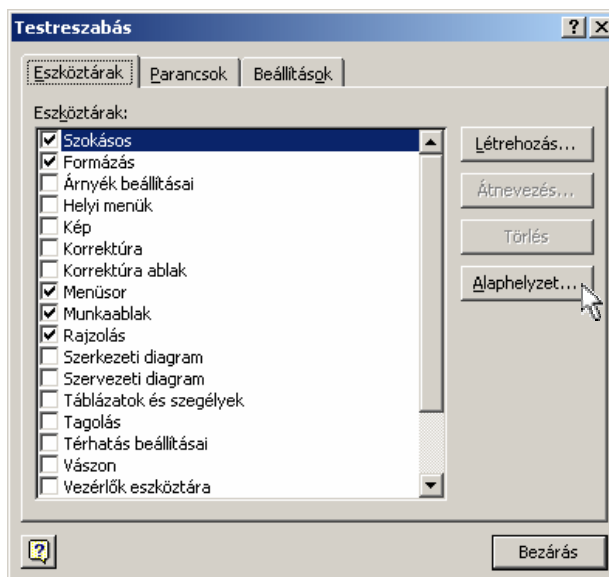 Testreszabás
Eszköztárak Parancsok Beállítások
Eszköztárak:
Szokásos
Formázás
Árnyék beállításai
Helyi menük
Kép
Korrektúra
Korrektúra ablak
Menüsor
Munkaablak
Rajzolás
Szerkezeti diagram
Szervezeti diagram
Táblázatok és szegélyek
Tagolás
Térhatás beállításai
Vászon
Vezérlők eszköztára
Létrehozás...
Átnevezés...
Törlés
Alaphelyzet...
Bezárás